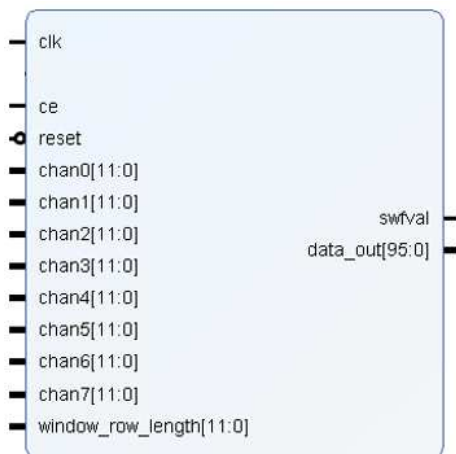 clk
ce
reset
chan0[11:0]
chan1[11:0]
chan2[11:0]
chan3[11:0]
chan4[11:0]
chan5[11:0]
chan6[11:0]
chan7[11:0]
window_row_length[11:0]
swfval
data_out[95:0]